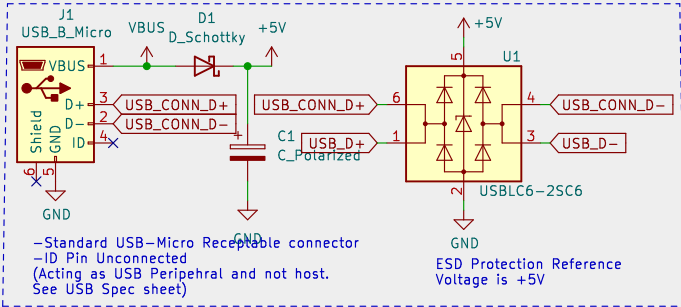 J1
USB_B_Micro
VBUS
D1
D_Schottky
+5V
VBUS
1
D+
3
USB_CONN_D+
D-
2
USB_CONN_D-
ID
4
Shield
GND
6
5
GND
+
C1
C_Polarized
GND
+5V
5
U1
USB_CONN_D+
6
4
USB_CONN_D-
USB_D+
1
3
USB_D-
2
USBLC6-2SC6
GND
-Standard USB-Micro Receptable connector
-ID Pin Unconnected
(Acting as USB Peripehral and not host.
See USB Spec sheet)
ESD Protection Reference
Voltage is +5V